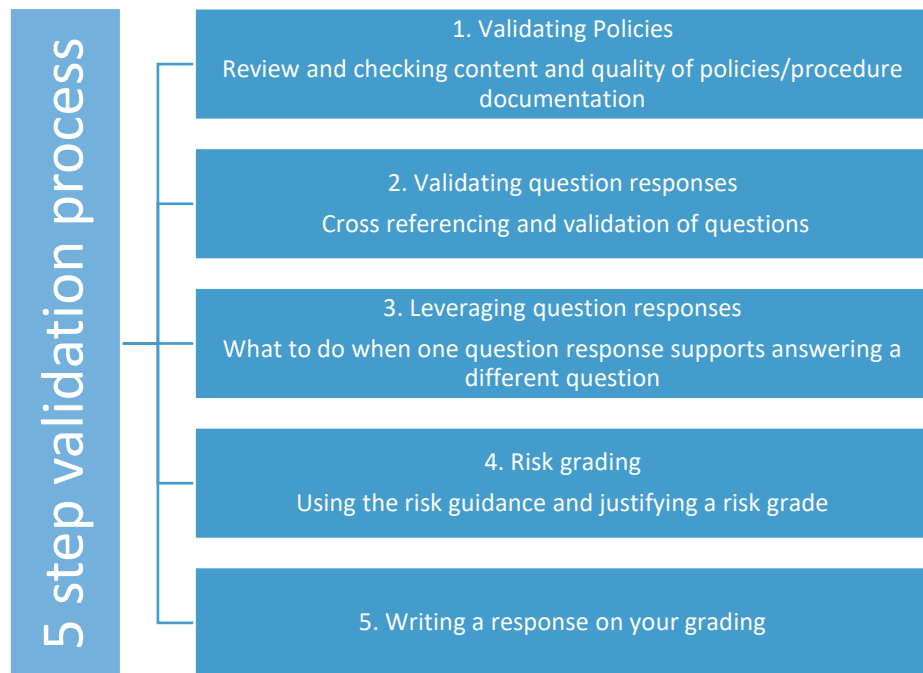 5 step validation process
1. Validating Policies
Review and checking content and quality of policies/procedure
documentation
2. Validating question responses
Cross referencing and validation of questions
3. Leveraging question responses
What to do when one question response supports answering a
different question
4. Risk grading
Using the risk guidance and justifying a risk grade
5. Writing a response on your grading